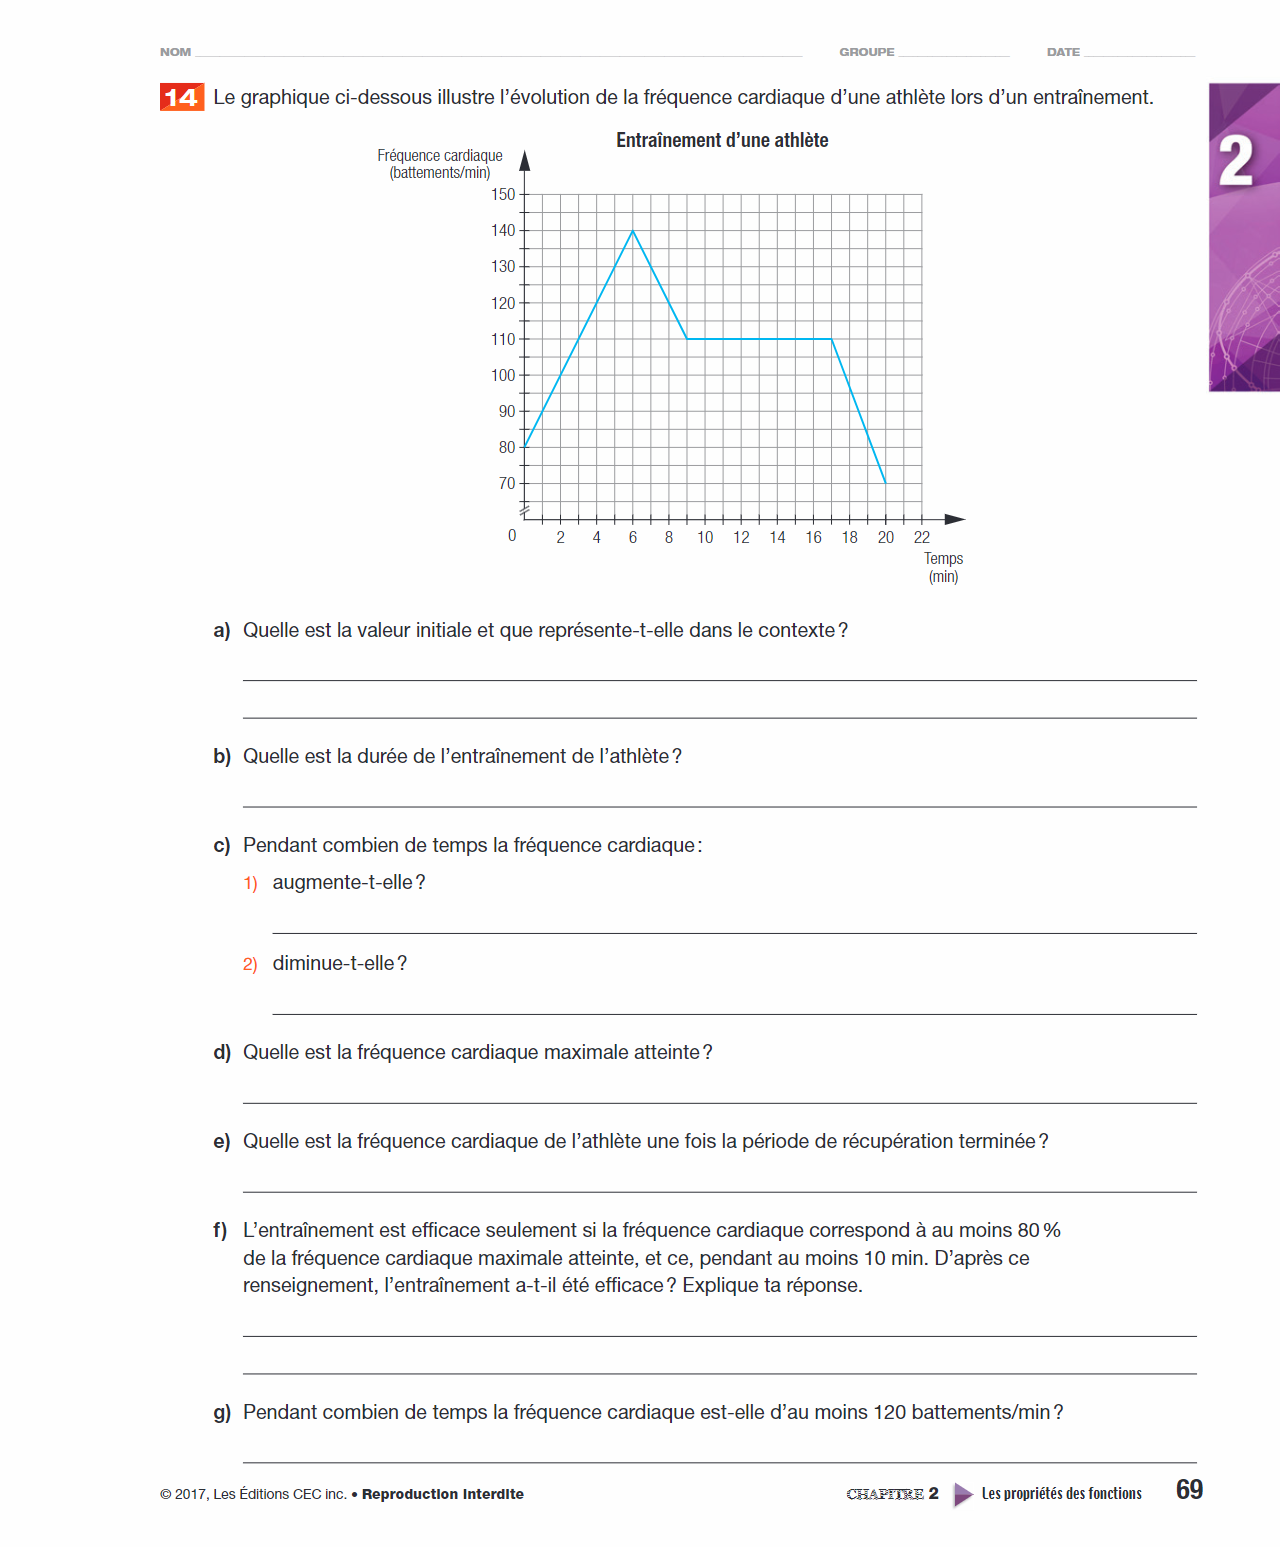 NOM GROUPE DATE
14 Le graphique ci-dessous illustre l’évolution de la fréquence cardiaque d’une athlète lors d’un entraînement.
2
Entraînement d’une athlète
Fréquence cardiaque
(battements/min)
150
140
130
120
110
100
90
80
70
0 2 4 6 8 10 12 14 16 18 20 22
Temps
(min)
a) Quelle est la valeur initiale et que représente-t-elle dans le contexte ?
b) Quelle est la durée de l’entraînement de l’athlète ?
c) Pendant combien de temps la fréquence cardiaque :
1) augmente-t-elle ?
2) diminue-t-elle ?
d) Quelle est la fréquence cardiaque maximale atteinte ?
e) Quelle est la fréquence cardiaque de l’athlète une fois la période de récupération terminée ?
f) L’entraînement est efficace seulement si la fréquence cardiaque correspond à au moins 80 %
de la fréquence cardiaque maximale atteinte, et ce, pendant au moins 10 min. D’après ce
renseignement, l’entraînement a-t-il été efficace ? Explique ta réponse.
g) Pendant combien de temps la fréquence cardiaque est-elle d’au moins 120 battements/min ?
© 2017, Les Éditions CEC inc. • Reproduction interdite
CHAPITRE 2 Les propriétés des fonctions 69